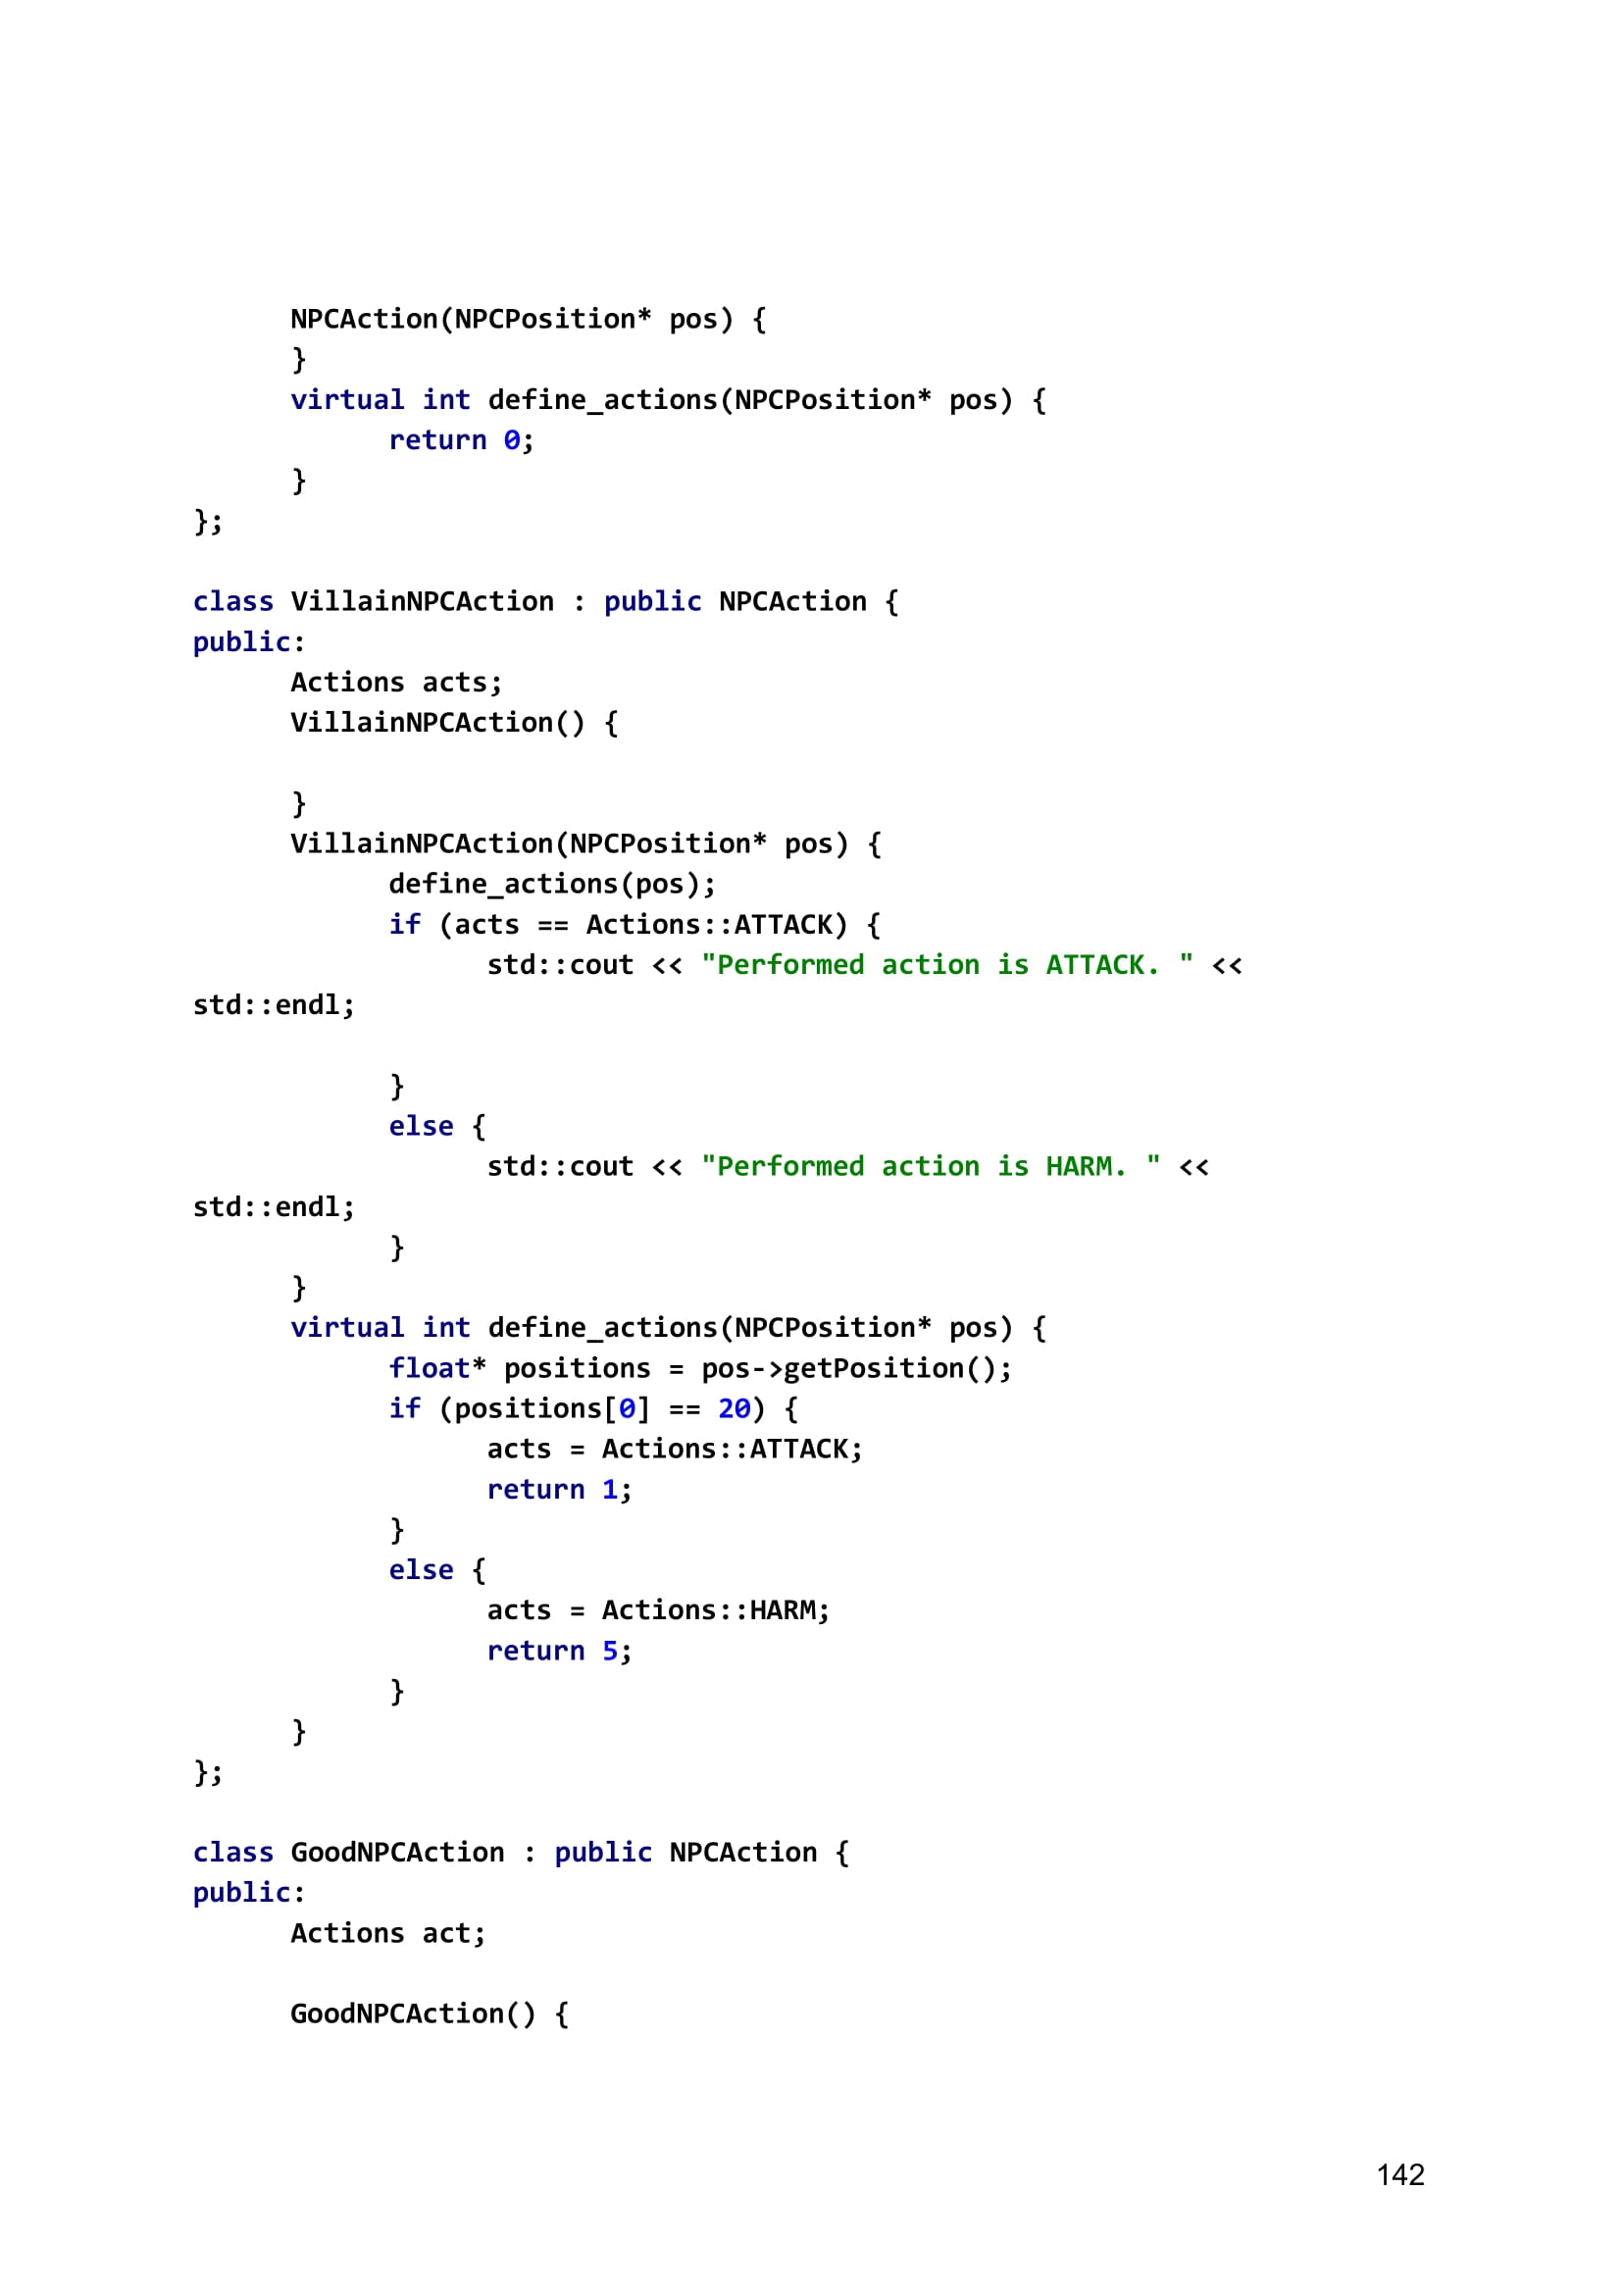 NPCAction(NPCPosition* pos) {
      }
      virtual int define_actions(NPCPosition* pos) {
            return 0;
      }
};

class VillainNPCAction : public NPCAction {
public:
      Actions acts;
      VillainNPCAction() {

      }
      VillainNPCAction(NPCPosition* pos) {
            define_actions(pos);
            if (acts == Actions::ATTACK) {
                  std::cout << "Performed action is ATTACK. " <<
std::endl;

            }
            else {
                  std::cout << "Performed action is HARM. " <<
std::endl;
            }
      }
      virtual int define_actions(NPCPosition* pos) {
            float* positions = pos->getPosition();
            if (positions[0] == 20) {
                  acts = Actions::ATTACK;
                  return 1;
            }
            else {
                  acts = Actions::HARM;
                  return 5;
            }
      }
};

class GoodNPCAction : public NPCAction {
public:
      Actions act;

      GoodNPCAction() {
142